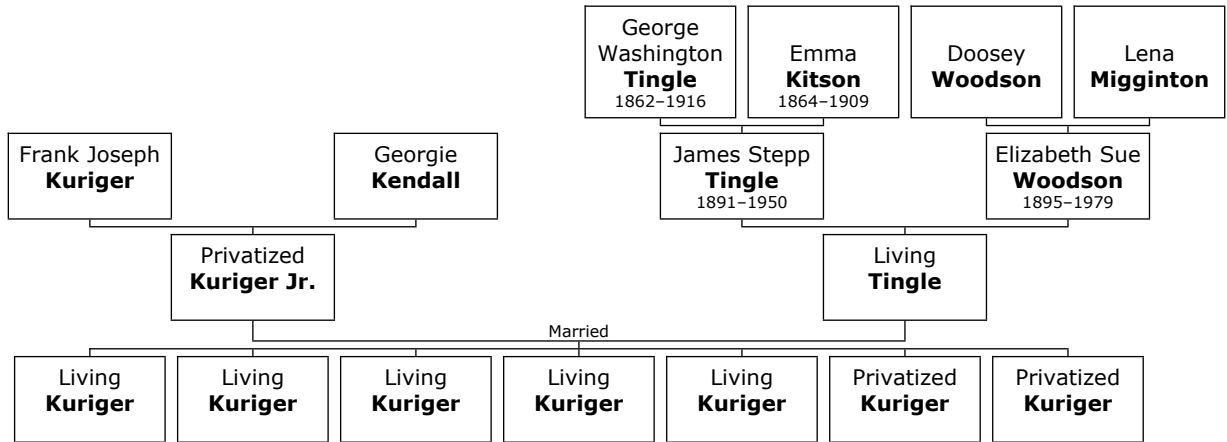 George
Washington
Tingle
1862–1916
Emma
Kitson
1864–1909
Doosey
Woodson
Lena
Migginton
Frank Joseph
Kuriger
Georgie
Kendall
James Stepp
Tingle
1891–1950
Elizabeth Sue
Woodson
1895–1979
Privatized
Kuriger Jr.
Living
Tingle
Married
Living
Kuriger
Living
Kuriger
Living
Kuriger
Living
Kuriger
Living
Kuriger
Privatized
Kuriger
Privatized
Kuriger